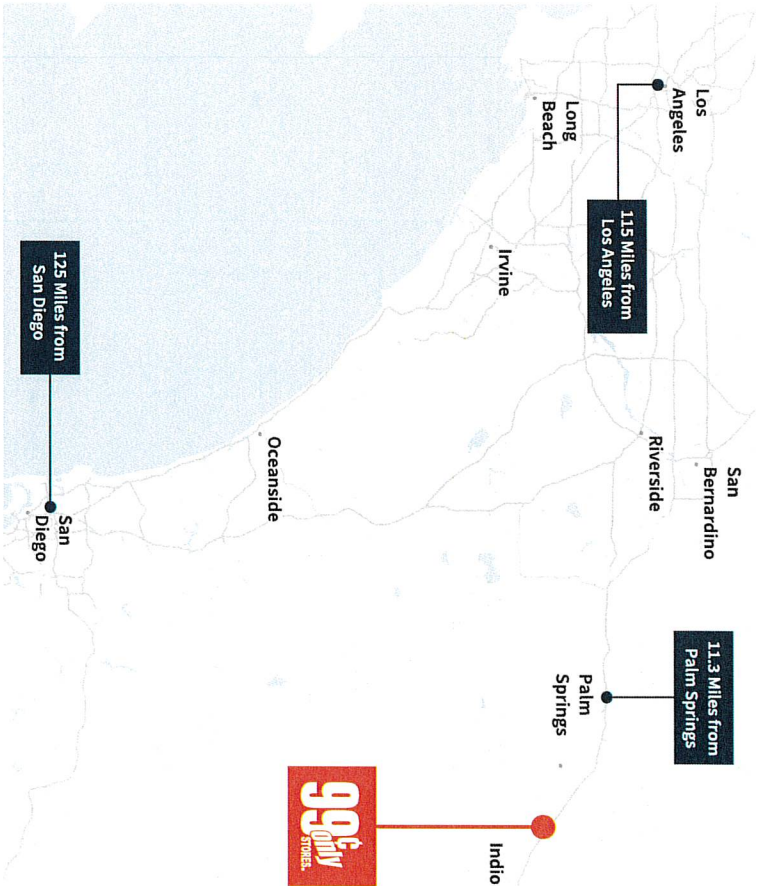 Los
Angeles
Long
Beach
115 Miles from
Los Angeles
Irvine
San
Bernardino
Riverside
Oceanside
125 Miles from
San Diego
San
Diego
11.3 Miles from
Palm Springs
Palm
Springs
Indio
99¢
only
STORES.